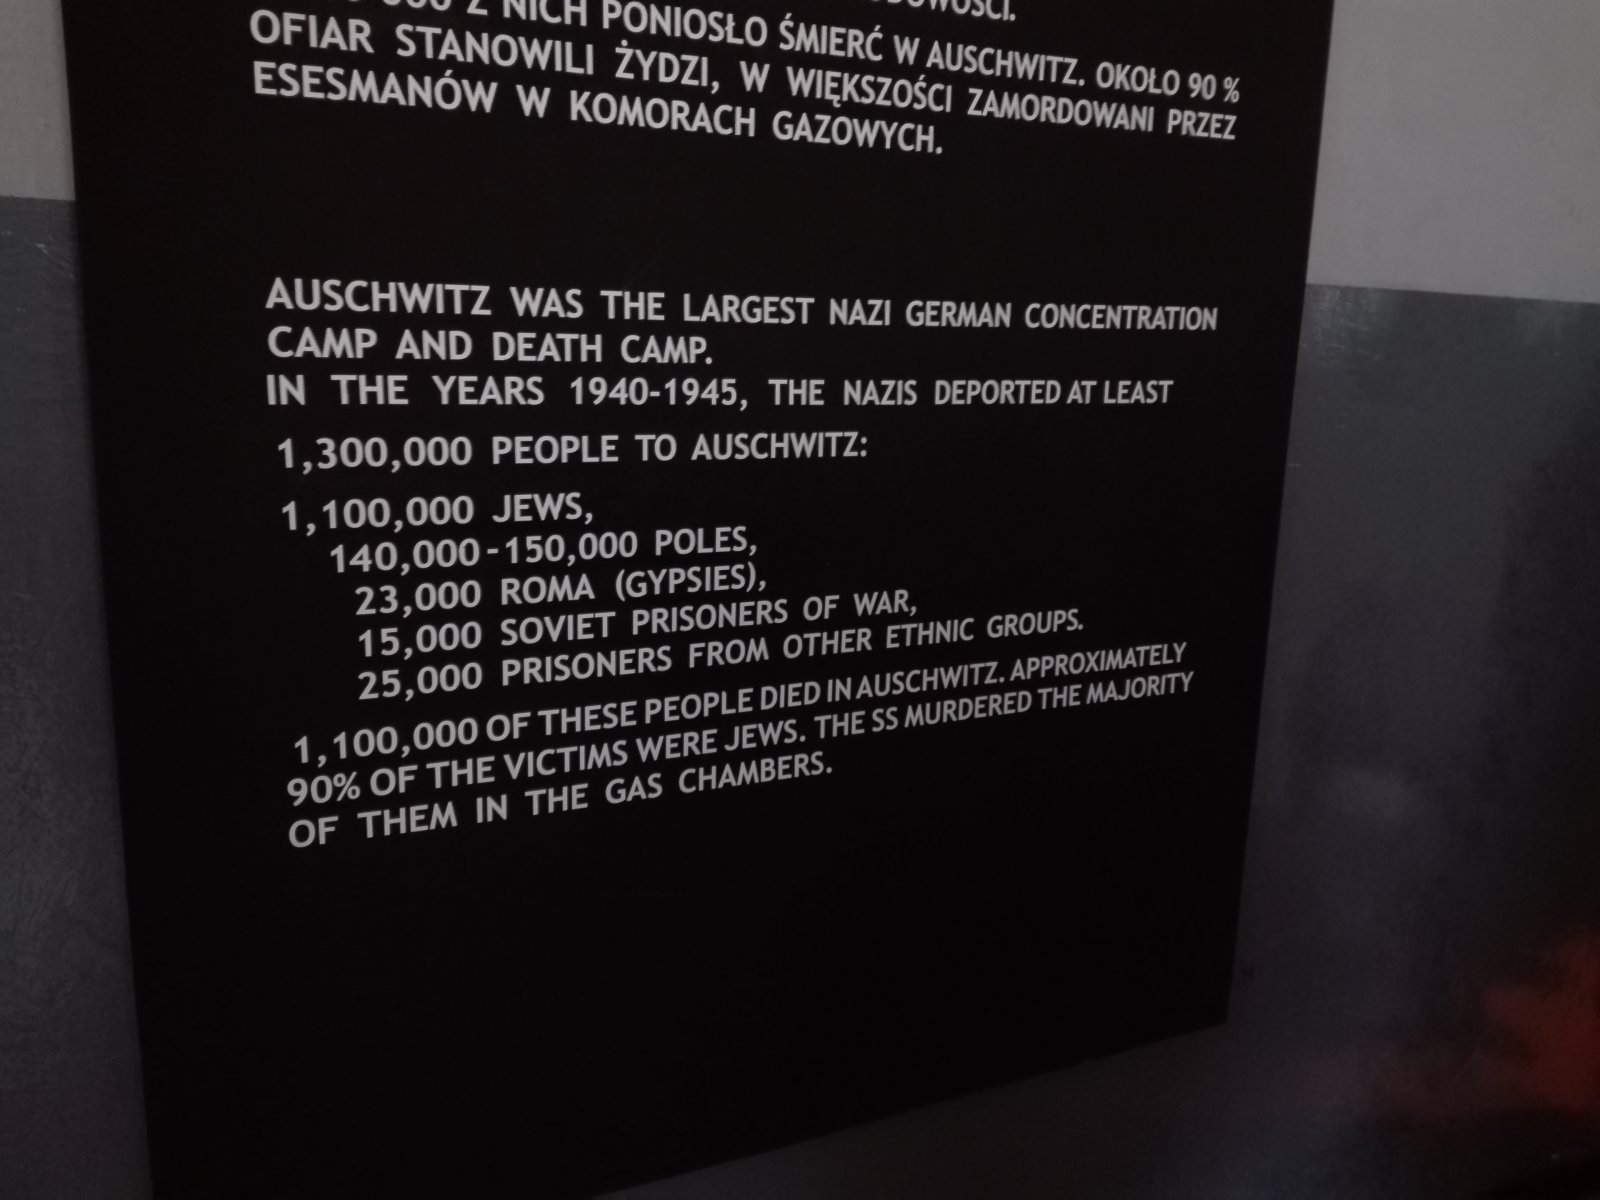 Z NICH PONIOSŁO ŚMIERĆ W AUSCHWITZ. OKOŁO 90 %
OFIAR STANOWILI ŻYDZI, W WIĘKSZOŚCI ZAMORDOWANI PRZEZ
ESESMANÓW W KOMORACH GAZOWYCH.
AUSCHWITZ WAS THE LARGEST NAZI GERMAN CONCENTRATION
CAMP AND DEATH CAMP.
IN THE YEARS 1940-1945, THE NAZIS DEPORTED AT LEAST
1,300,000 PEOPLE TO AUSCHWITZ:
1,100,000 JEWS,
140,000-150,000 POLES,
23,000 ROMA (GYPSIES),
15,000 SOVIET PRISONERS OF WAR,
25,000 PRISONERS FROM OTHER ETHNIC GROUPS.
1,100,000 OF THESE PEOPLE DIED IN AUSCHWITZ. APPROXIMATELY
90% OF THE VICTIMS WERE JEWS. THE SS MURDERED THE MAJORITY
OF THEM IN THE GAS CHAMBERS.